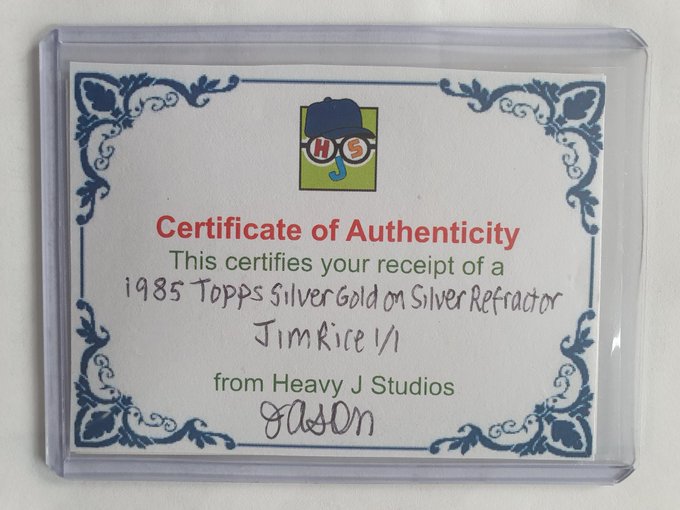 H S
J
Certificate of Authenticity
This certifies your receipt of a
1985 Topps Silver Gold on Silver Refractor
Jim Rice 1/1
from Heavy J Studios
Jason